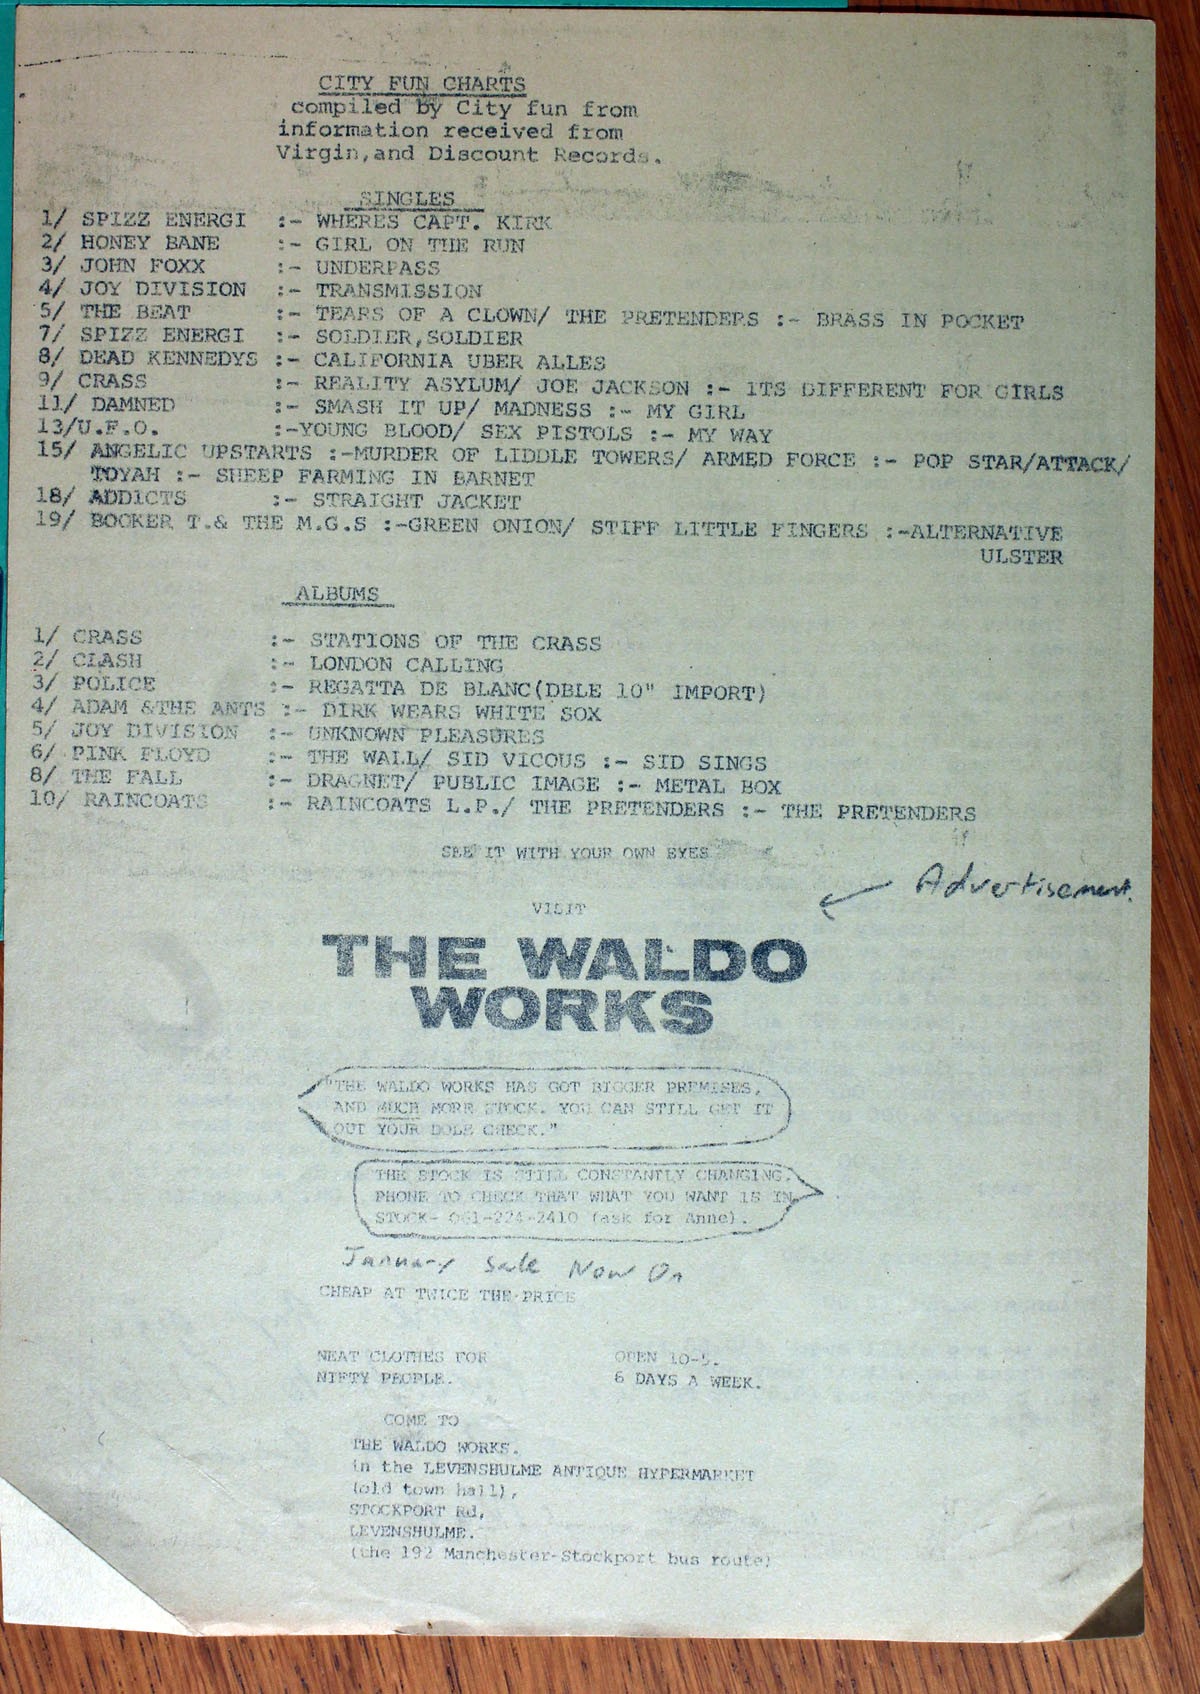 CITY FUN CHARTS
compiled by City fun from
information received from
Virgin,and Discount Records.
SINGLES
1/ SPIZZ ENERGI :- WHERES CAPT. KIRK
2/ HONEY BANE :- GIRL ON THE RUN
3/ JOHN FOXX :- UNDERPASS
4/ JOY DIVISION :- TRANSMISSION
5/ THE BEAT :- TEARS OF A CLOWN/ THE PRETENDERS :- BRASS IN POCKET
7/ SPIZZ ENERGI :- SOLDIER,SOLDIER
8/ DEAD KENNEDYS :- CALIFORNIA UBER ALLES
9/ CRASS :- REALITY ASYLUM/ JOE JACKSON :- ITS DIFFERENT FOR GIRLS
11/ DAMNED :- SMASH IT UP/ MADNESS :- MY GIRL
13/U.F.O. :-YOUNG BLOOD/ SEX PISTOLS :- MY WAY
15/ ANGELIC UPSTARTS :-MURDER OF LIDDLE TOWERS/ ARMED FORCE :- POP STAR/ATTACK/
TOYAH :- SHEEP FARMING IN BARNET
18/ ADDICTS :- STRAIGHT JACKET
19/ BOOKER T.& THE M.G.S :-GREEN ONION/ STIFF LITTLE FINGERS :-ALTERNATIVE
ULSTER
ALBUMS
1/ CRASS :- STATIONS OF THE CRASS
2/ CLASH :- LONDON CALLING
3/ POLICE :- REGATTA DE BLANC(DBLE 10" IMPORT)
4/ ADAM &THE ANTS :- DIRK WEARS WHITE SOX
5/ JOY DIVISION :- UNKNOWN PLEASURES
6/ PINK FLOYD :- THE WALL/ SID VICOUS :- SID SINGS
8/ THE FALL :- DRAGNET/ PUBLIC IMAGE :- METAL BOX
10/ RAINCOATS :- RAINCOATS L.P./ THE PRETENDERS :- THE PRETENDERS
SEE IT WITH YOUR OWN EYES
Advertisement.
VISIT
THE WALDO
WORKS
"THE WALDO WORKS HAS GOT BIGGER PREMISES,
AND MUCH MORE STOCK. YOU CAN STILL GET IT
OUT YOUR DOLE CHECK."
"THE STOCK IS STILL CONSTANTLY CHANGING.
PHONE TO CHECK THAT WHAT YOU WANT IS IN
STOCK- 061-224-2410 (ask for Anne).
January Sale Now On
CHEAP AT TWICE THE PRICE
NEAT CLOTHES FOR
NIFTY PEOPLE.
OPEN 10-5.
6 DAYS A WEEK.
COME TO
THE WALDO WORKS.
in the LEVENSHULME ANTIQUE HYPERMARKET
(old town hall),
STOCKPORT Rd,
LEVENSHULME.
(the 192 Manchester-Stockport bus route)